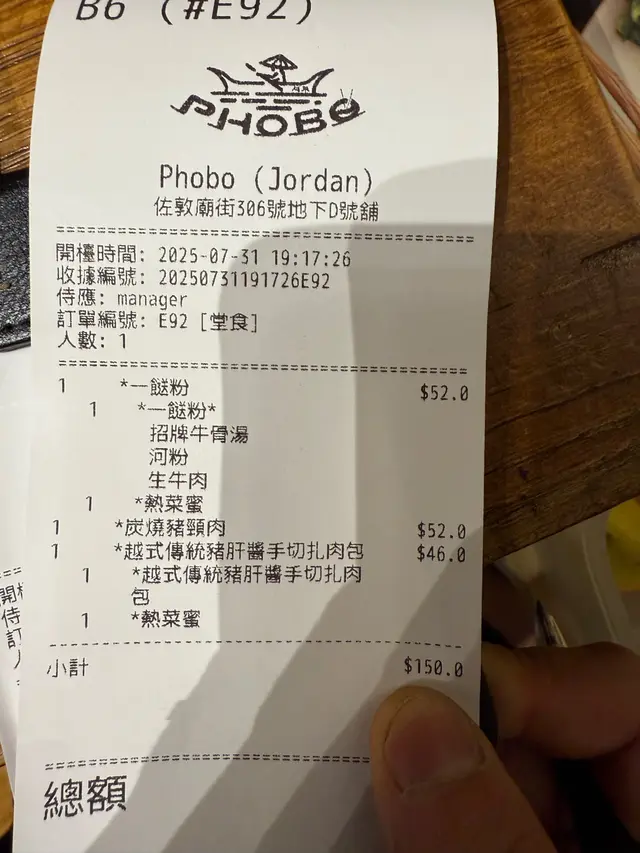 B6 (#E92)
PHOBO
Phobo (Jordan)
佐敦廟街306號地下D號舖
開檯時間: 2025-07-31 19:17:26
收據編號: 20250731191726E92
侍應: manager
訂單編號: E92 [堂食]
人數: 1
1 *一餸粉 $52.0
1 *一餸粉*
招牌牛骨湯
河粉
生牛肉
1 *熱菜蜜
1 *炭燒豬頸肉 $52.0
1 *越式傳統豬肝醬手切扎肉包 $46.0
1 *越式傳統豬肝醬手切扎肉
包
1 *熱菜蜜
小計 $150.0
總額